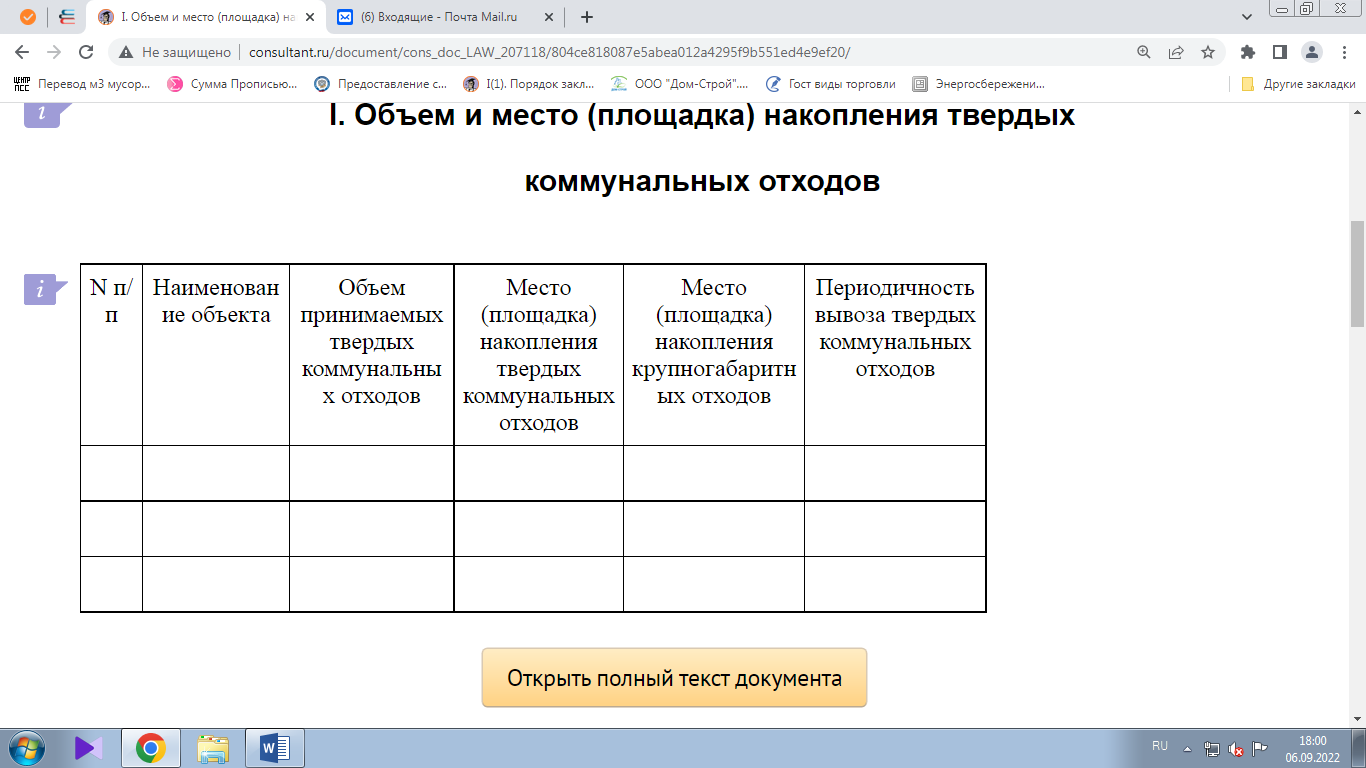 I. Объем и место (площадка) на
(6) Входящие - Почта Mail.ru
Не защищено
consultant.ru/document/cons_doc_LAW_207118/804ce818087e5abea012a4295f9b551ed4e9ef20/
ЦЕНТР ПСС
Перевод м3 мусор...
Сумма Прописью...
Предоставление с...
I(1). Порядок закл...
ООО "Дом-Строй"....
Гост виды торговли
Энергосбережени...
Другие закладки
i
I. Объем и место (площадка) накопления твердых
коммунальных отходов
i
N п/
п
Наименован
ие объекта
Объем
принимаемых
твердых
коммунальны
х отходов
Место
(площадка)
накопления
твердых
коммунальных
отходов
Место
(площадка)
накопления
крупногабаритн
ых отходов
Периодичность
вывоза твердых
коммунальных
отходов
Открыть полный текст документа
RU
18:00
06.09.2022